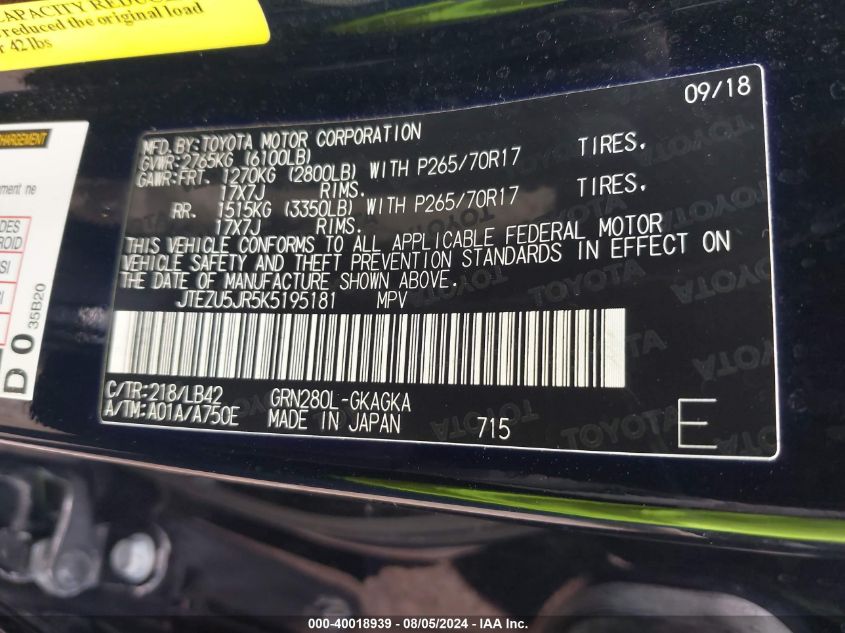 CAPACITY REDUC
reduced the original load
42 lbs
CHARGEMENT
ment ne
DES
ROID
SI
SI
D 0 35B20
09/18
MFD.BY:TOYOTA MOTOR CORPORATION
GVWR:2765KG (6100LB)
GAWR:FRT. 1270KG (2800LB) WITH P265/70R17 TIRES,
17X7J RIMS.
RR. 1515KG (3350LB) WITH P265/70R17 TIRES,
17X7J RIMS.
THIS VEHICLE CONFORMS TO ALL APPLICABLE FEDERAL MOTOR
VEHICLE SAFETY AND THEFT PREVENTION STANDARDS IN EFFECT ON
THE DATE OF MANUFACTURE SHOWN ABOVE.
JTEZU5JR5K5195181 MPV
C/TR:218/LB42 GRN280L-GKAGKA
A/TM:A01A/A750E MADE IN JAPAN 715 E
000-40018939 - 08/05/2024 - IAA Inc.